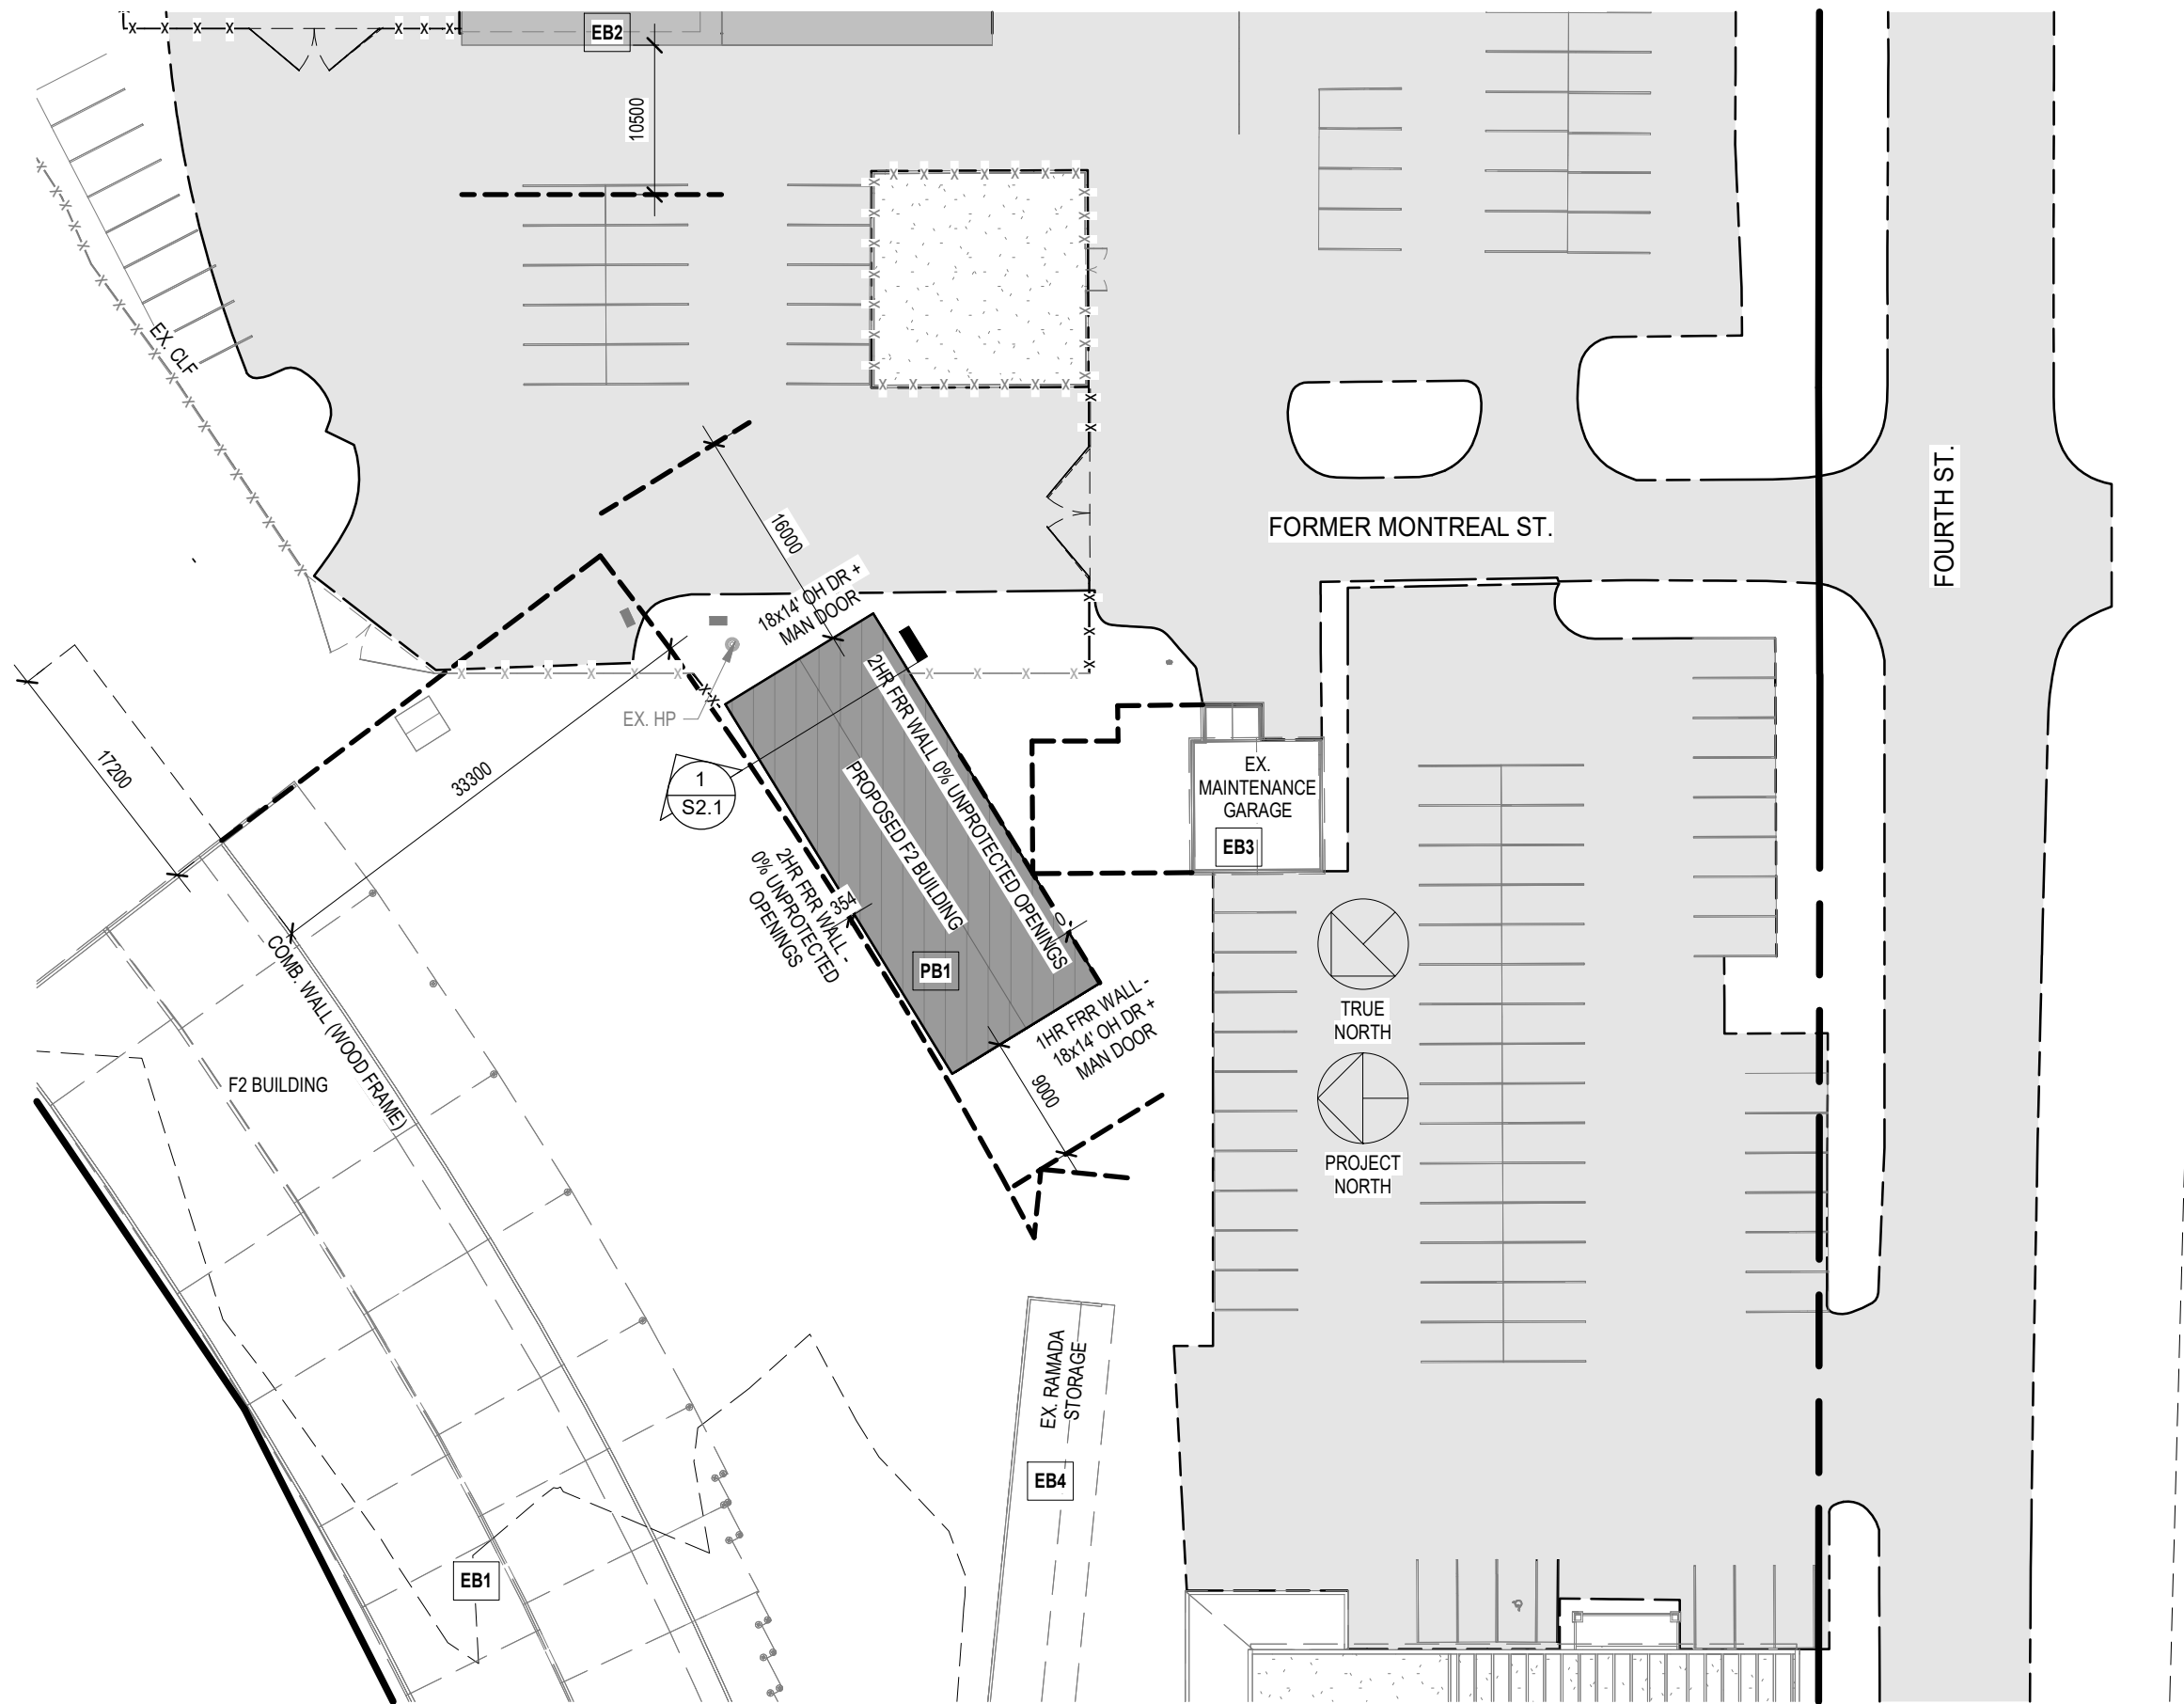 EB2
10500
EX. CLF
16000
18x14' OH DR +
MAN DOOR
FORMER MONTREAL ST.
FOURTH ST.
EX. HP
17200
33300
1
S2.1
2HR FRR WALL 0% UNPROTECTED OPENINGS
PROPOSED F2 BUILDING
2HR FRR WALL -
0% UNPROTECTED
OPENINGS
354
0
PB1
EX.
MAINTENANCE
GARAGE
EB3
1HR FRR WALL -
18x14' OH DR +
MAN DOOR
9000
TRUE
NORTH
PROJECT
NORTH
COMB. WALL (WOOD FRAME)
F2 BUILDING
EX. RAMADA
STORAGE
EB4
EB1